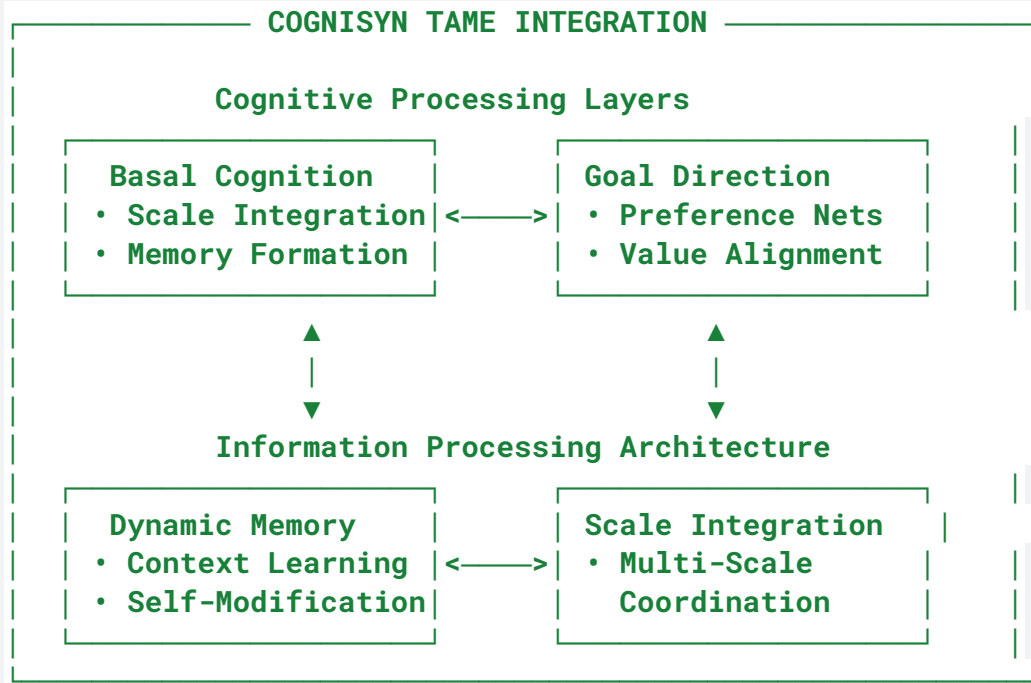 COGNISYN TAME INTEGRATION
Cognitive Processing Layers
Basal Cognition Goal Direction
• Scale Integration <————> • Preference Nets
• Memory Formation • Value Alignment
Information Processing Architecture
Dynamic Memory Scale Integration
• Context Learning <————> • Multi-Scale
• Self-Modification Coordination